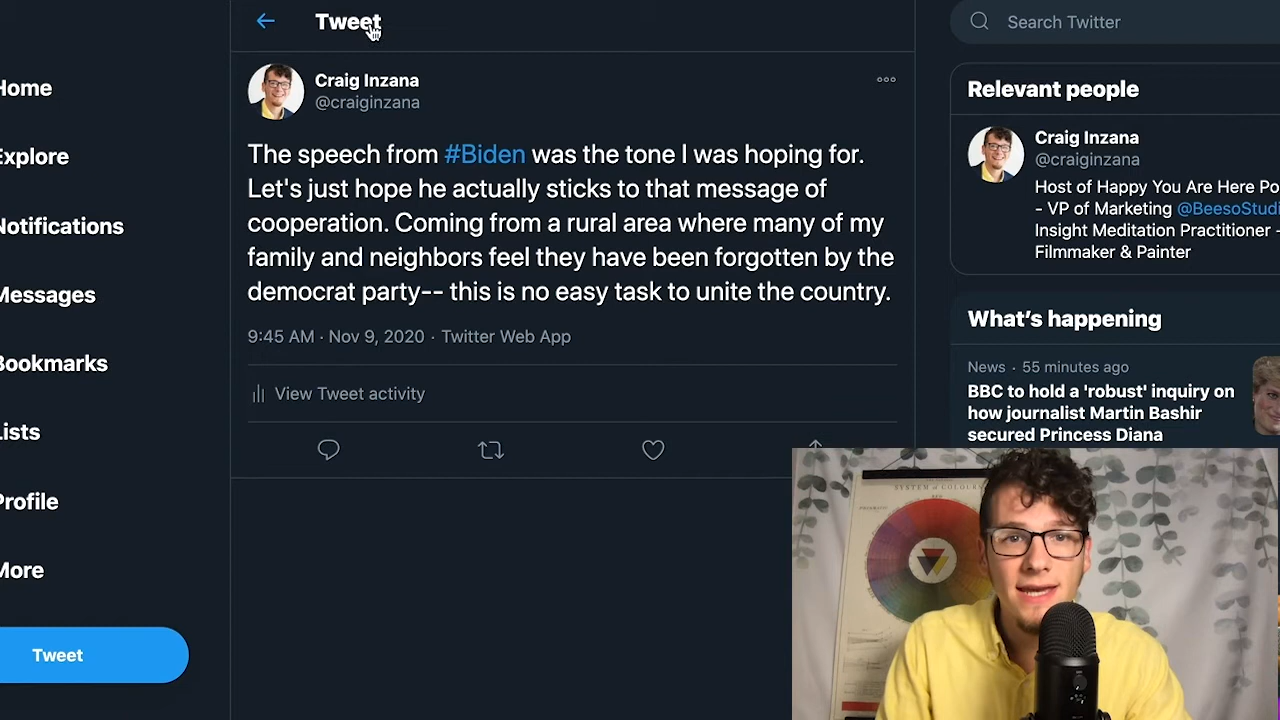 Tweet
Search Twitter
Home
Explore
Notifications
Messages
Bookmarks
Lists
Profile
More
Tweet
Craig Inzana
@craiginzana
The speech from #Biden was the tone I was hoping for.
Let's just hope he actually sticks to that message of
cooperation. Coming from a rural area where many of my
family and neighbors feel they have been forgotten by the
democrat party-- this is no easy task to unite the country.
9:45 AM · Nov 9, 2020 · Twitter Web App
View Tweet activity
Relevant people
Craig Inzana
@craiginzana
Host of Happy You Are Here Po
- VP of Marketing @BeesoStudi
Insight Meditation Practitioner -
Filmmaker & Painter
What's happening
News · 55 minutes ago
BBC to hold a 'robust' inquiry on
how journalist Martin Bashir
secured Princess Diana
SYSTEM of COLOURS